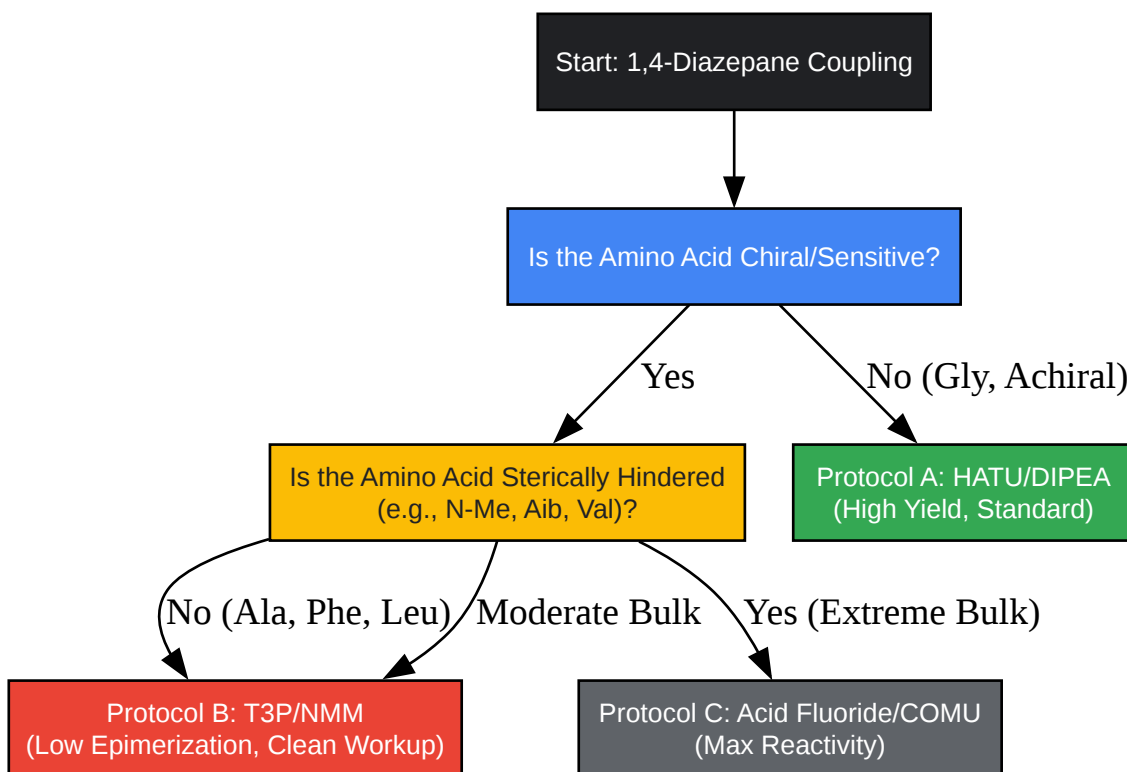 Start: 1,4-Diazepane Coupling
Is the Amino Acid Chiral/Sensitive?
Yes
No (Gly, Achiral)
Is the Amino Acid Sterically Hindered
(e.g., N-Me, Aib, Val)?
Protocol A: HATU/DIPEA
(High Yield, Standard)
No (Ala, Phe, Leu)
Moderate Bulk
Yes (Extreme Bulk)
Protocol B: T3P/NMM
(Low Epimerization, Clean Workup)
Protocol C: Acid Fluoride/COMU
(Max Reactivity)